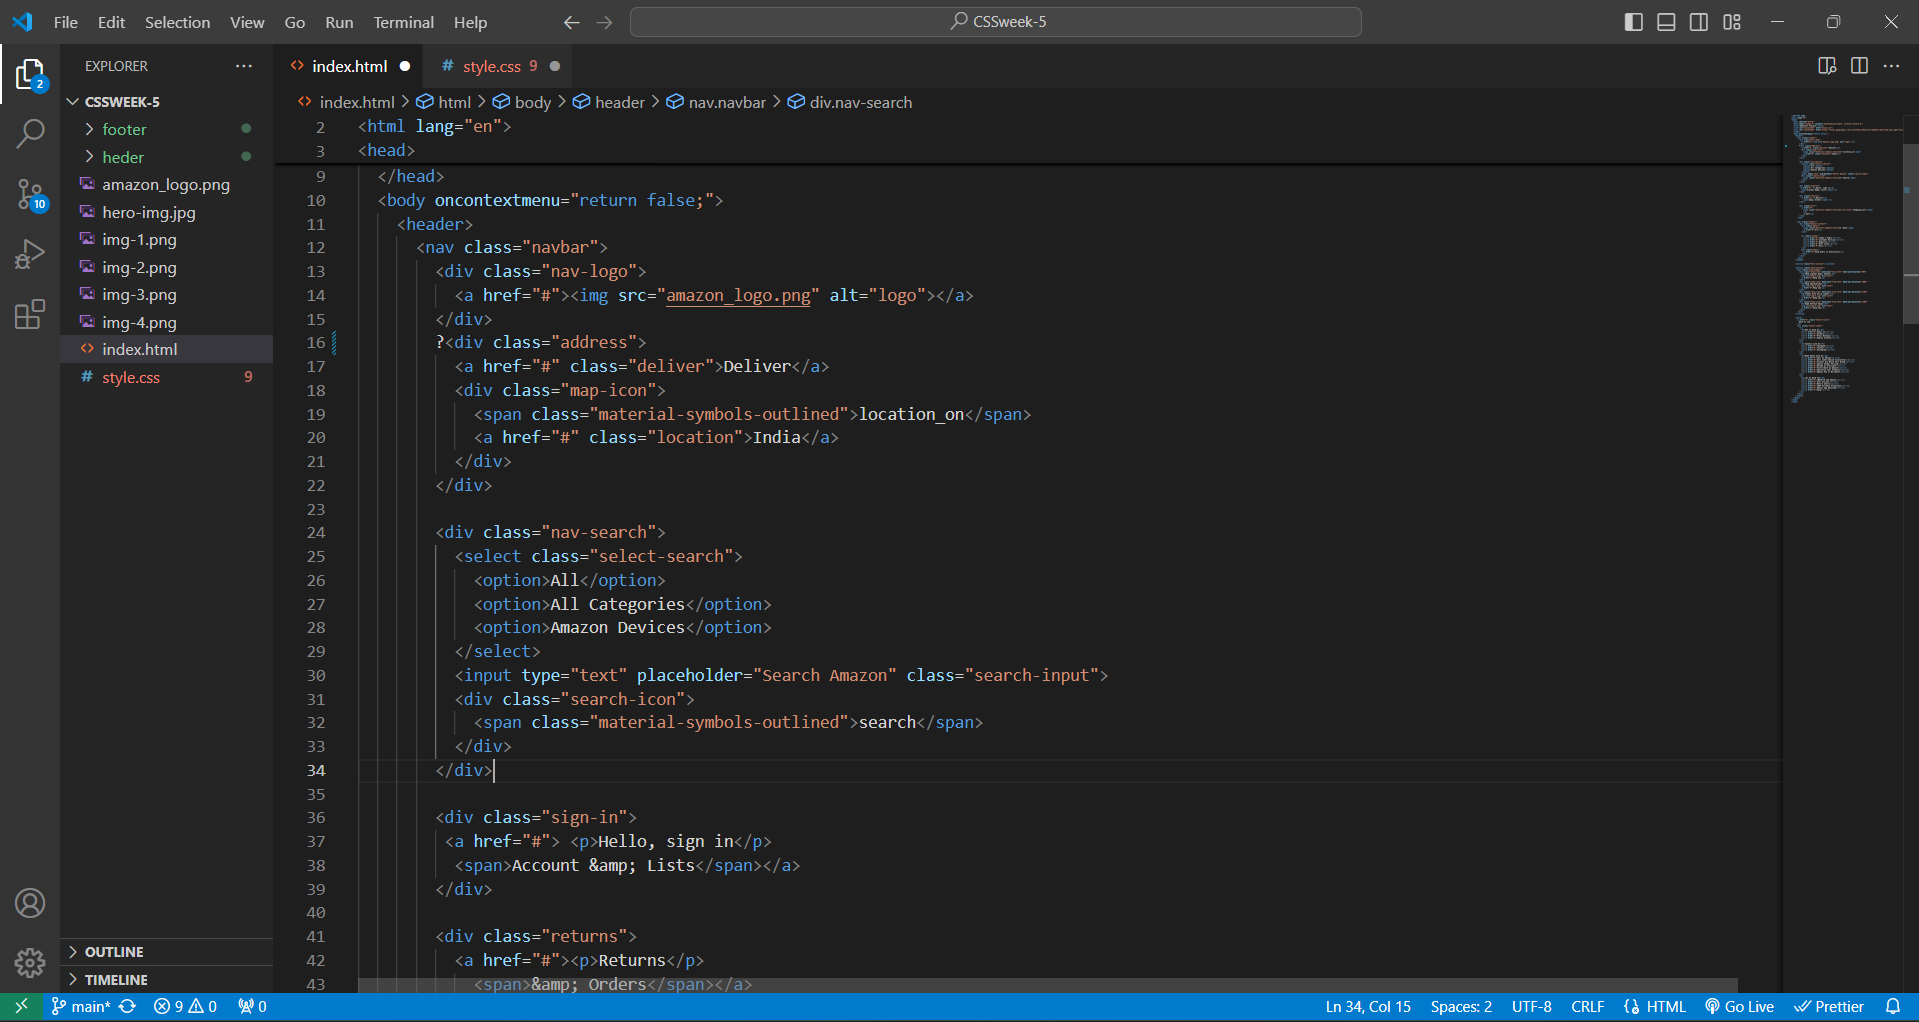 File Edit Selection View Go Run Terminal Help
CSSweek-5
EXPLORER
CSSWEEK-5
footer
heder
amazon_logo.png
hero-img.jpg
img-1.png
img-2.png
img-3.png
img-4.png
index.html
style.css 9
OUTLINE
TIMELINE
2
10
index.html
style.css 9
index.html > html > body > header > nav.navbar > div.nav-search
2 <html lang="en">
3 <head>
9 </head>
10 <body oncontextmenu="return false;">
11 <header>
12 <nav class="navbar">
13 <div class="nav-logo">
14 <a href="#"><img src="amazon_logo.png" alt="logo"></a>
15 </div>
16 ?<div class="address">
17 <a href="#" class="deliver">Deliver</a>
18 <div class="map-icon">
19 <span class="material-symbols-outlined">location_on</span>
20 <a href="#" class="location">India</a>
21 </div>
22 </div>
23
24 <div class="nav-search">
25 <select class="select-search">
26 <option>All</option>
27 <option>All Categories</option>
28 <option>Amazon Devices</option>
29 </select>
30 <input type="text" placeholder="Search Amazon" class="search-input">
31 <div class="search-icon">
32 <span class="material-symbols-outlined">search</span>
33 </div>
34 </div>
35
36 <div class="sign-in">
37 <a href="#"> <p>Hello, sign in</p>
38 <span>Account &amp; Lists</span></a>
39 </div>
40
41 <div class="returns">
42 <a href="#"><p>Returns</p>
43 <span>&amp; Orders</span></a>
main* 9 0 0 Ln 34, Col 15 Spaces: 2 UTF-8 CRLF HTML Go Live Prettier